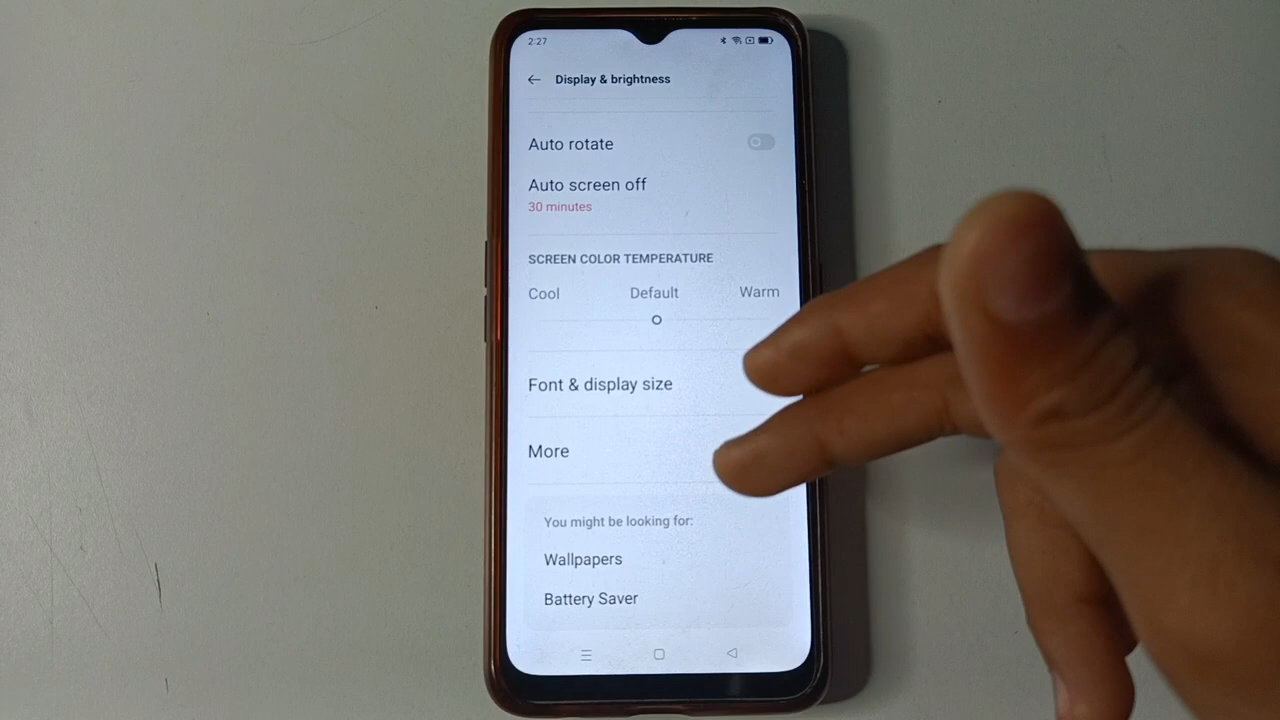 2:27
Display & brightness
Auto rotate
Auto screen off
30 minutes
SCREEN COLOR TEMPERATURE
Cool Default Warm
Font & display size
More
You might be looking for:
Wallpapers
Battery Saver